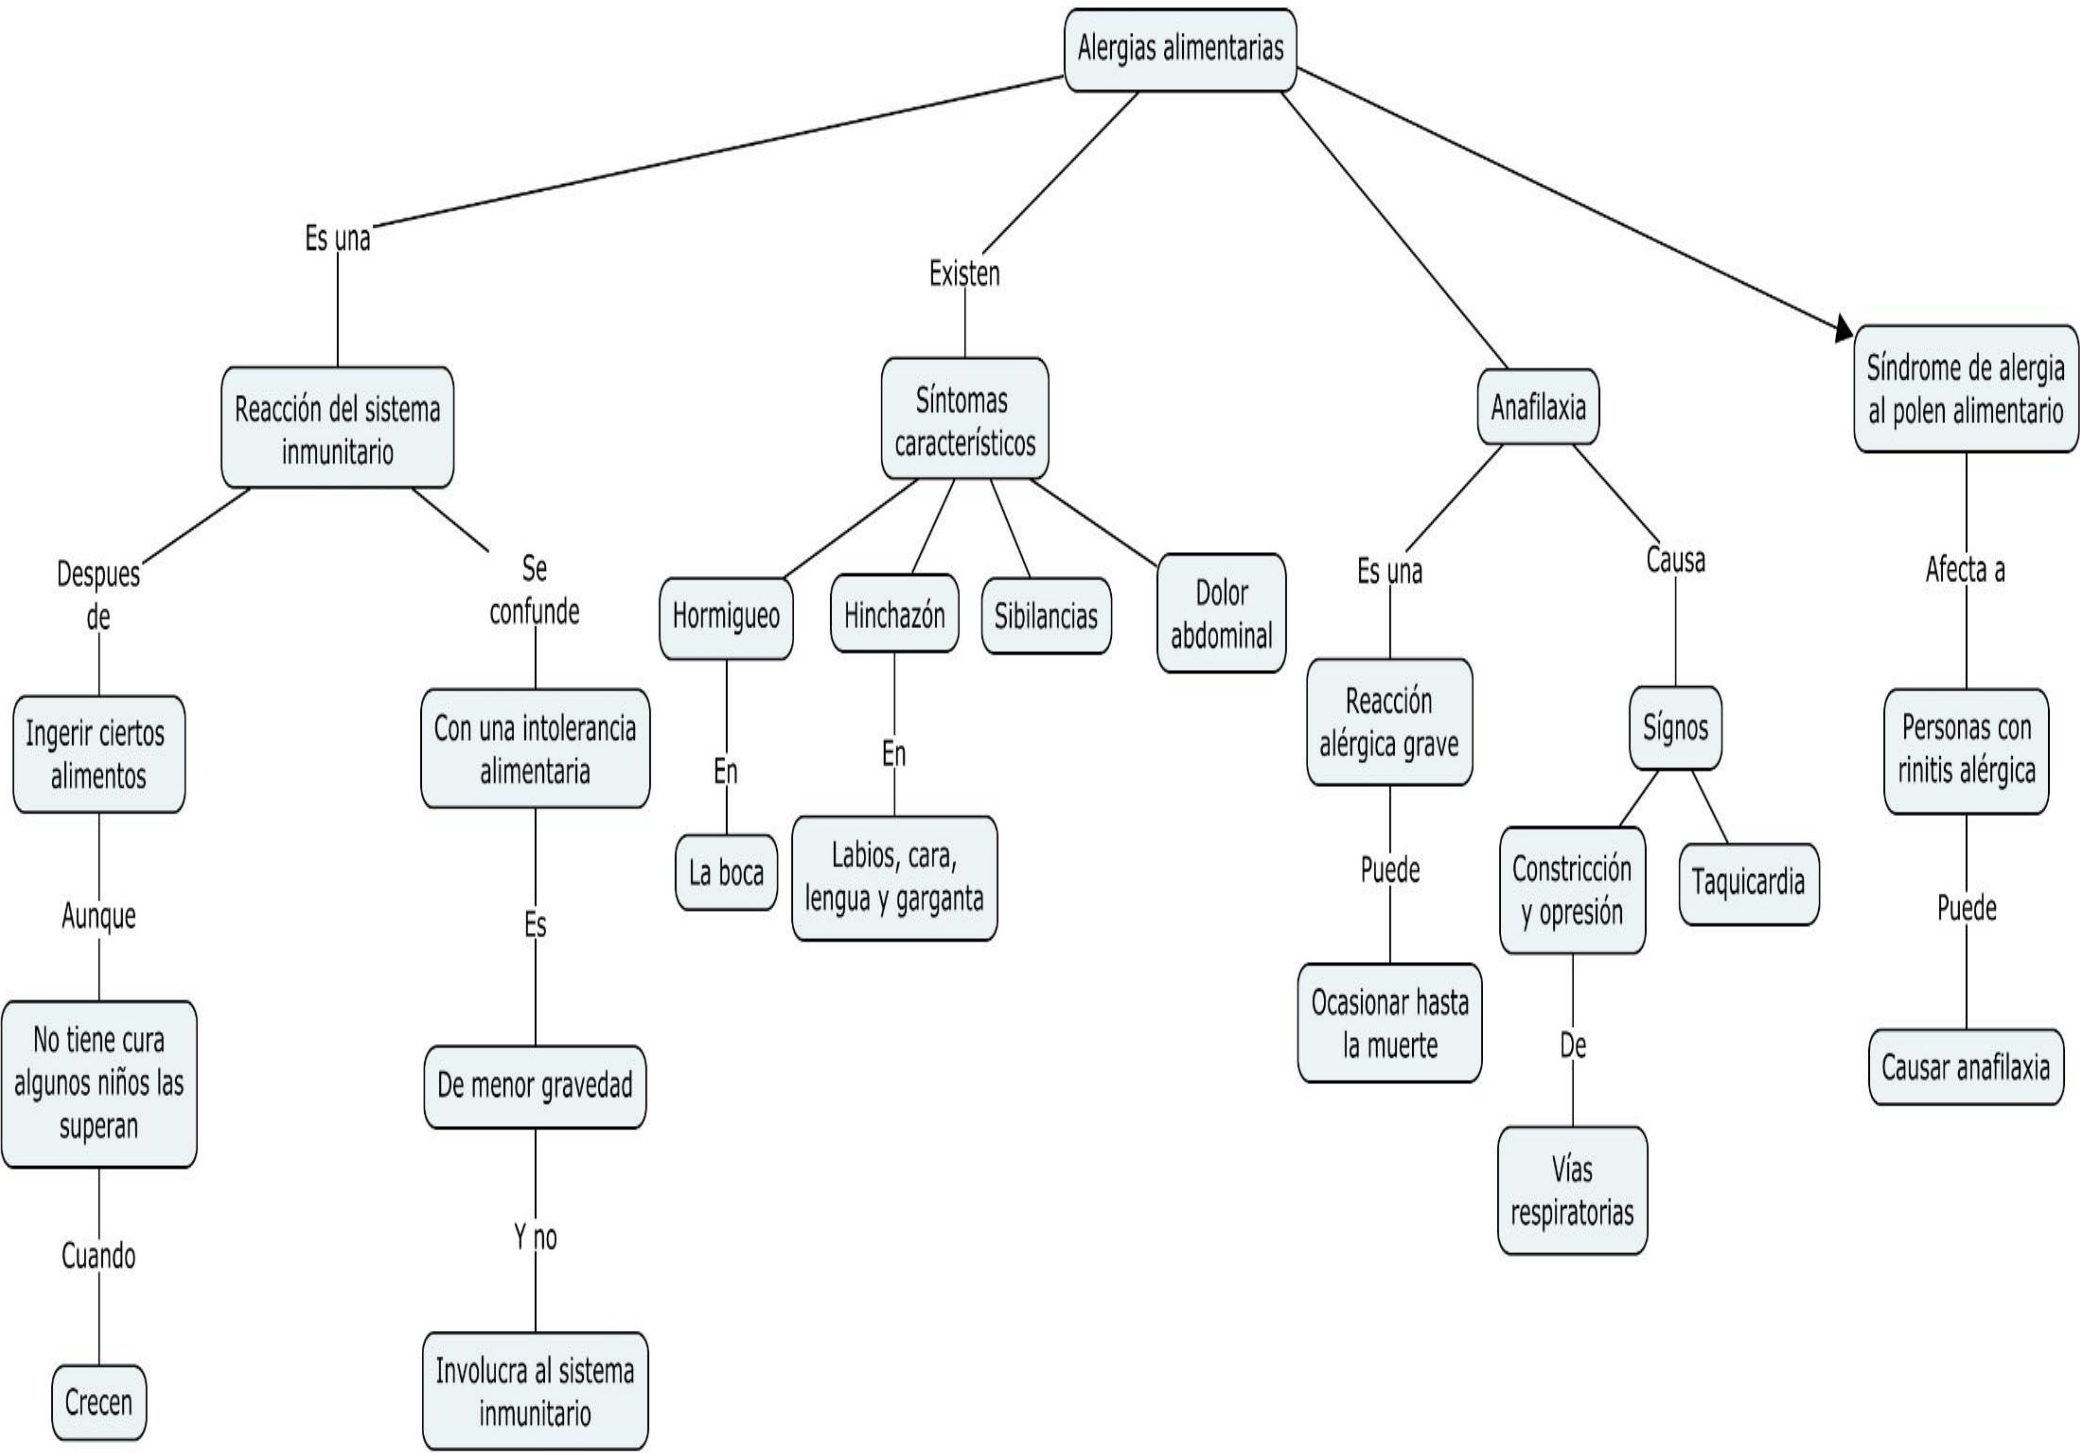 Alergias alimentarias
Es una
Reacción del sistema
inmunitario
Despues
de
Ingerir ciertos
alimentos
Aunque
No tiene cura
algunos niños las
superan
Cuando
Crecen
Se
confunde
Con una intolerancia
alimentaria
Es
De menor gravedad
Y no
Involucra al sistema
inmunitario
Existen
Síntomas
característicos
Hormigueo
En
La boca
Hinchazón
En
Labios, cara,
lengua y garganta
Sibilancias
Dolor
abdominal
Anafilaxia
Es una
Reacción
alérgica grave
Puede
Ocasionar hasta
la muerte
Causa
Sígnos
Constricción
y opresión
De
Vías
respiratorias
Taquicardia
Síndrome de alergia
al polen alimentario
Afecta a
Personas con
rinitis alérgica
Puede
Causar anafilaxia